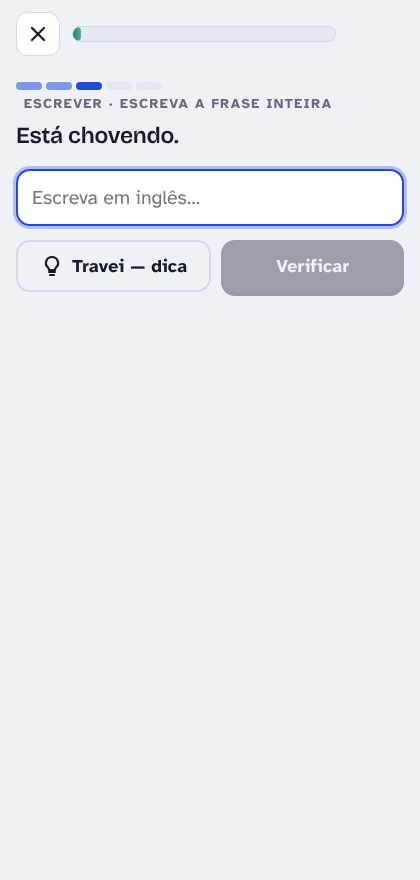 ESCREVER · ESCREVA A FRASE INTEIRA
Está chovendo.
Escreva em inglês...
Travei — dica
Verificar